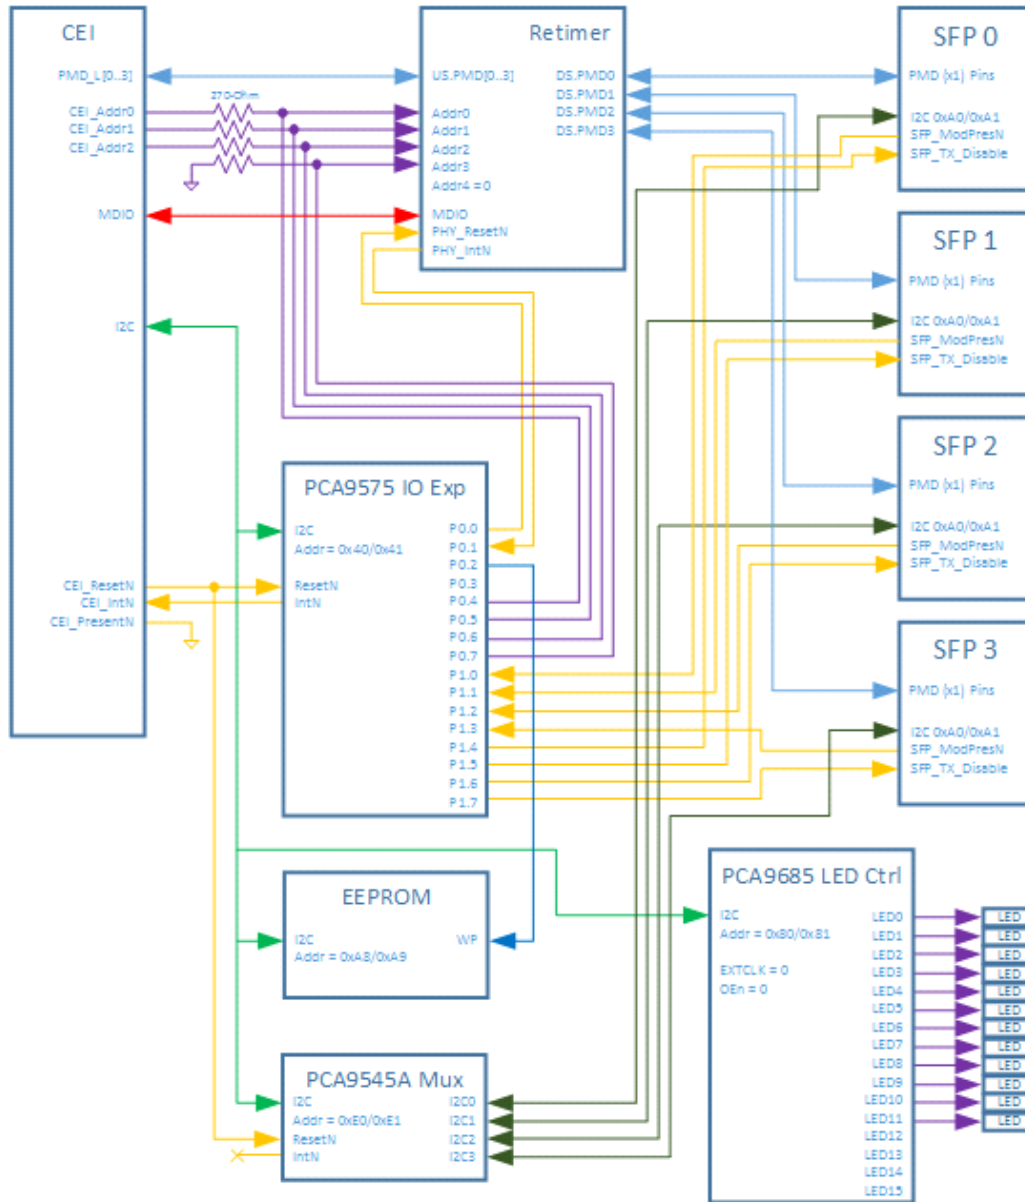 CEI
PMD_L[0..3]
CEI_Addr0
CEI_Addr1
CEI_Addr2
MDIO
I2C
CEI_ResetN
CEI_IntN
CEI_PresentN
270-Ohm
Retimer
US.PMD[0..3]
Addr0
Addr1
Addr2
Addr3
Addr4 = 0
MDIO
PHY_ResetN
PHY_IntN
DS.PMD0
DS.PMD1
DS.PMD2
DS.PMD3
SFP 0
PMD (x1) Pins
I2C 0xA0/0xA1
SFP_ModPresN
SFP_TX_Disable
SFP 1
PMD (x1) Pins
I2C 0xA0/0xA1
SFP_ModPresN
SFP_TX_Disable
SFP 2
PMD (x1) Pins
I2C 0xA0/0xA1
SFP_ModPresN
SFP_TX_Disable
SFP 3
PMD (x1) Pins
I2C 0xA0/0xA1
SFP_ModPresN
SFP_TX_Disable
PCA9575 IO Exp
I2C
Addr = 0x40/0x41
ResetN
IntN
P0.0
P0.1
P0.2
P0.3
P0.4
P0.5
P0.6
P0.7
P1.0
P1.1
P1.2
P1.3
P1.4
P1.5
P1.6
P1.7
EEPROM
I2C
Addr = 0xA8/0xA9
WP
PCA9545A Mux
I2C
Addr = 0xE0/0xE1
ResetN
IntN
I2C0
I2C1
I2C2
I2C3
PCA9685 LED Ctrl
I2C
Addr = 0x80/0x81
EXTCLK = 0
OEn = 0
LED0
LED1
LED2
LED3
LED4
LED5
LED6
LED7
LED8
LED9
LED10
LED11
LED12
LED13
LED14
LED15
LED
LED
LED
LED
LED
LED
LED
LED
LED
LED
LED
LED